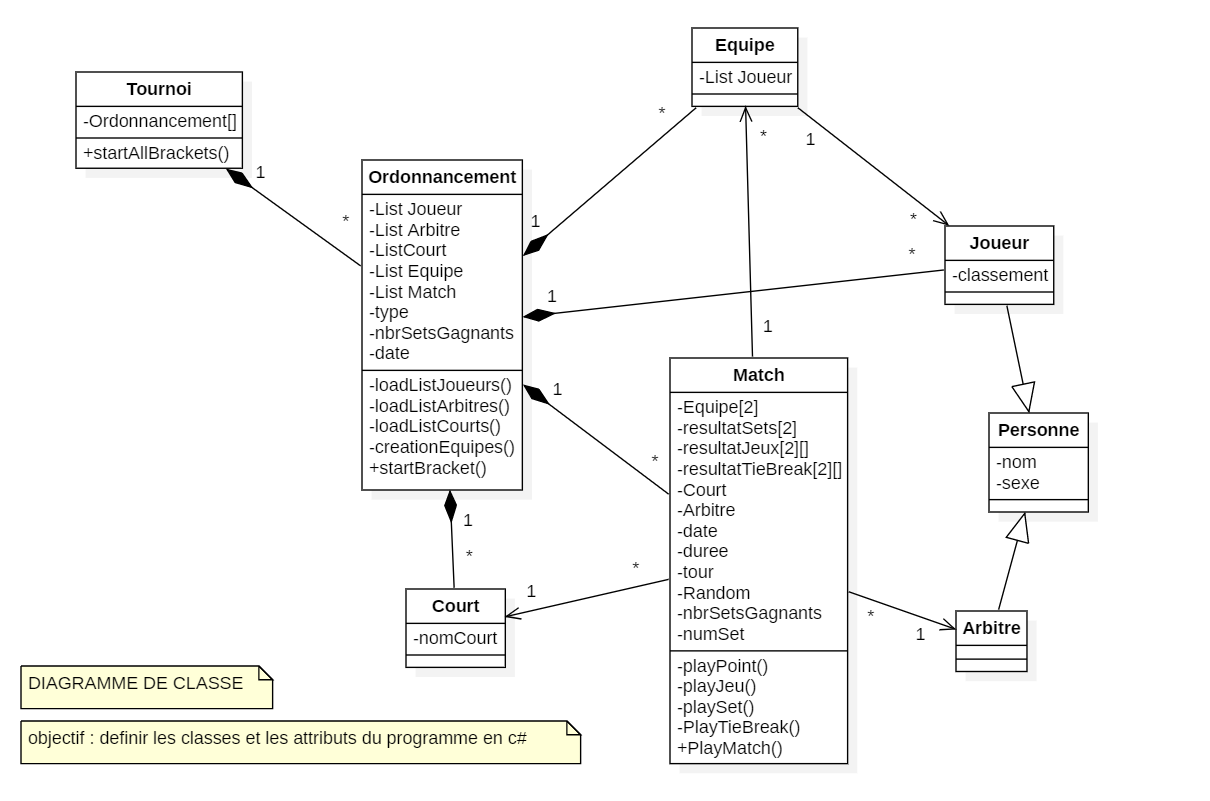 Tournoi
-Ordonnancement[]
+startAllBrackets()
1
*
Ordonnancement
-List Joueur
-List Arbitre
-ListCourt
-List Equipe
-List Match
-type
-nbrSetsGagnants
-date
-loadListJoueurs()
-loadListArbitres()
-loadListCourts()
-creationEquipes()
+startBracket()
1
*
1
*
1
*
1
*
Equipe
-List Joueur
*
1
1
*
Joueur
-classement
Match
-Equipe[2]
-resultatSets[2]
-resultatJeux[2][]
-resultatTieBreak[2][]
-Court
-Arbitre
-date
-duree
-tour
-Random
-nbrSetsGagnants
-numSet
-playPoint()
-playJeu()
-playSet()
-PlayTieBreak()
+PlayMatch()
*
1
*
1
Personne
-nom
-sexe
Arbitre
Court
-nomCourt
DIAGRAMME DE CLASSE
objectif : definir les classes et les attributs du programme en c#